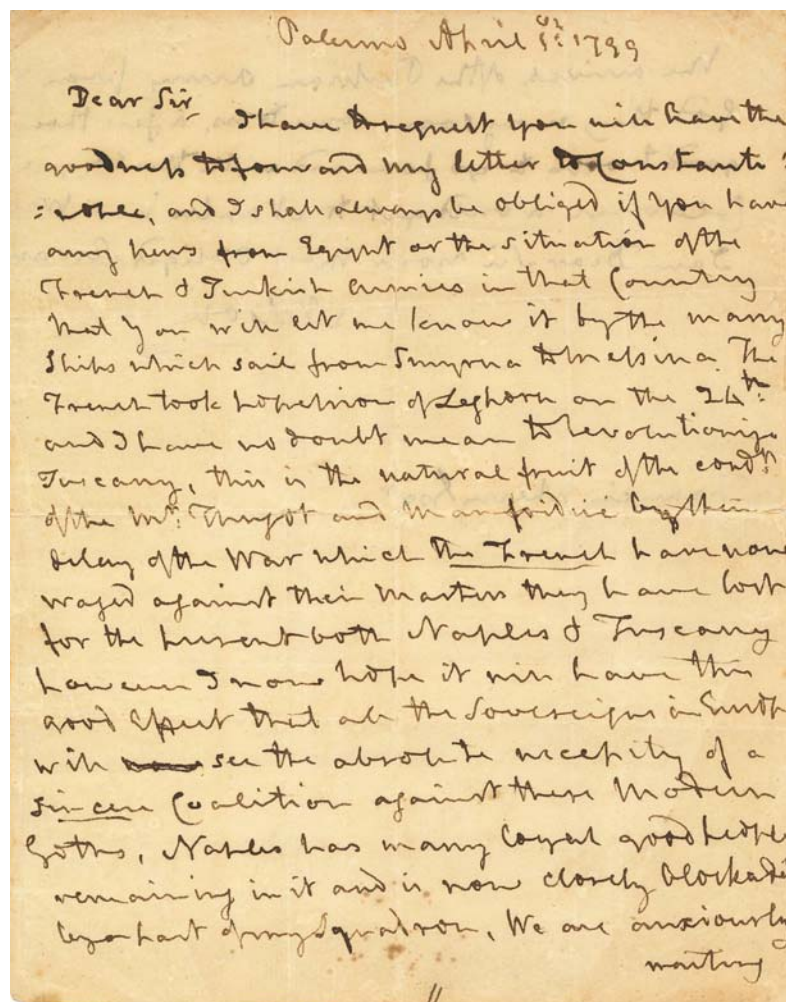 Palermo April 1st: 1799
Dear Sir,
I have to request you will have the
goodness to forward my letter to Constanti
=nople, and I shall always be obliged if you have
any news from Egypt or the situation of the
French & Turkish Armies in that Country
that you will let me know it by the many
Ships which sail from Smyrna to Messina. The
French took possession of Leghorn on the 24th:
and I have no doubt mean to revolutionize
Tuscany, this is the natural fruit of the cond:t
of the Mr: Thugot and Manfridini by their
delay of the War which the French have now
waged against their Masters they have lost
for the present both Naples & Tuscany
however I now hope it will have this
good effect that all the Sovereigns in Europe
will see the absolute necessity of a
sincere Coalition against these Modern
Goths, Naples has many loyal good people
remaining in it and is now closely blockaded
by a part of my Squadron, We are anxiously
waiting